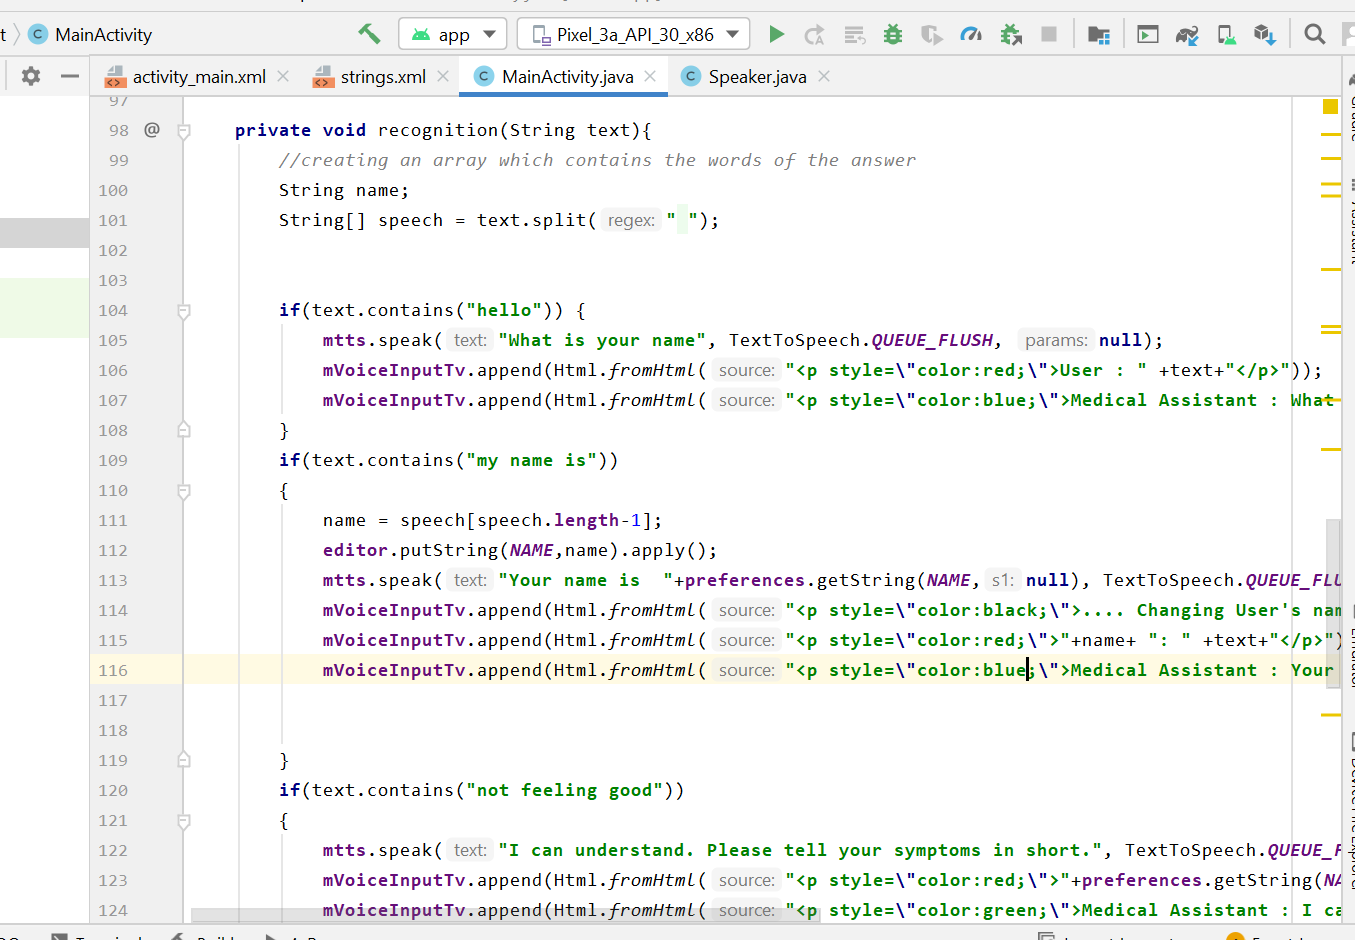 MainActivity app Pixel_3a_API_30_x86
activity_main.xml strings.xml MainActivity.java Speaker.java
97
98 @ private void recognition(String text){
99 //creating an array which contains the words of the answer
100 String name;
101 String[] speech = text.split( regex: " ");
102
103
104 if(text.contains("hello")) {
105 mtts.speak( text: "What is your name", TextToSpeech.QUEUE_FLUSH, params: null);
106 mVoiceInputTv.append(Html.fromHtml( source: "<p style=\"color:red;\">User : " +text+"</p>"));
107 mVoiceInputTv.append(Html.fromHtml( source: "<p style=\"color:blue;\">Medical Assistant : What
108 }
109 if(text.contains("my name is"))
110 {
111 name = speech[speech.length-1];
112 editor.putString(NAME,name).apply();
113 mtts.speak( text: "Your name is  "+preferences.getString(NAME, s1: null), TextToSpeech.QUEUE_FLU
114 mVoiceInputTv.append(Html.fromHtml( source: "<p style=\"color:black;\">.... Changing User's nam
115 mVoiceInputTv.append(Html.fromHtml( source: "<p style=\"color:red;\">"+name+ ": " +text+"</p>")
116 mVoiceInputTv.append(Html.fromHtml( source: "<p style=\"color:blue;\">Medical Assistant : Your
117
118
119 }
120 if(text.contains("not feeling good"))
121 {
122 mtts.speak( text: "I can understand. Please tell your symptoms in short.", TextToSpeech.QUEUE_F
123 mVoiceInputTv.append(Html.fromHtml( source: "<p style=\"color:red;\">"+preferences.getString(NA
124 mVoiceInputTv.append(Html.fromHtml( source: "<p style=\"color:green;\">Medical Assistant : I ca